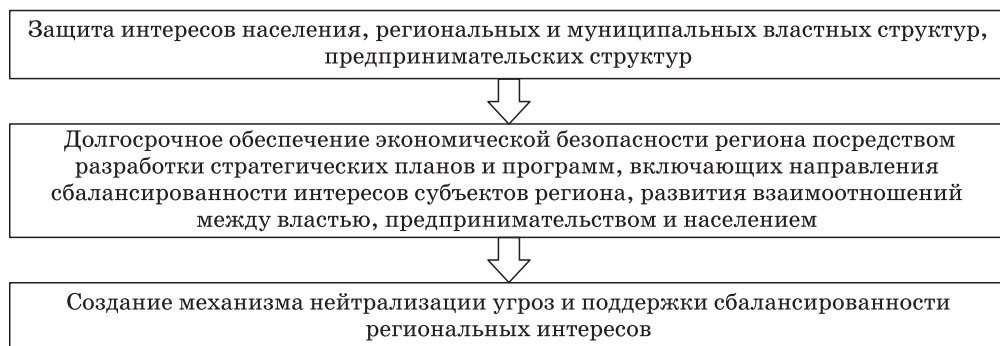 Защита интересов населения, региональных и муниципальных властных структур,
предпринимательских структур
Долгосрочное обеспечение экономической безопасности региона посредством
разработки стратегических планов и программ, включающих направления
сбалансированности интересов субъектов региона, развития взаимоотношений
между властью, предпринимательством и населением
Создание механизма нейтрализации угроз и поддержки сбалансированности
региональных интересов